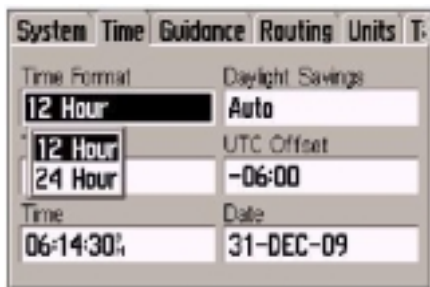 System Time Guidance Routing Units
Time Format Daylight Savings
12 Hour Auto
12 Hour UTC Offset
24 Hour -06:00
Time Date
06:14:30 31-DEC-09